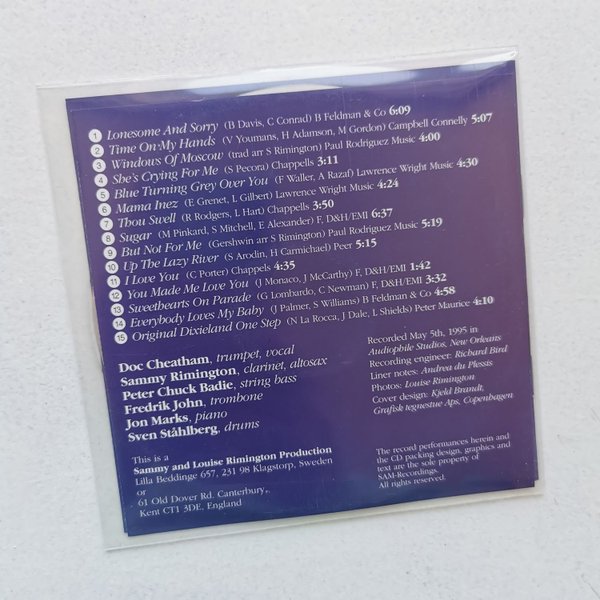 1 Lonesome And Sorry (B Davis, C Conrad) B Feldman & Co 6:09
2 Time On My Hands (V Youmans, H Adamson, M Gordon) Campbell Connelly 5:07
3 Windows Of Moscow (trad arr S Rimington) Paul Rodriguez Music 4:00
4 She's Crying For Me (S Pecora) Chappells 3:11
5 Blue Turning Grey Over You (F Waller, A Razaf) Lawrence Wright Music 4:30
6 Mama Inez (E Grenet, L Gilbert) Lawrence Wright Music 4:24
7 Thou Swell (R Rodgers, L Hart) Chappells 3:50
8 Sugar (M Pinkard, S Mitchell, E Alexander) F, D&H/EMI 6:37
9 But Not For Me (Gershwin arr S Rimington) Paul Rodriguez Music 5:19
10 Up The Lazy River (S Arodin, H Carmichael) Peer 5:15
11 I Love You (C Porter) Chappels 4:35
12 You Made Me Love You (J Monaco, J McCarthy) F, D&H/EMI 1:42
13 Sweethearts On Parade (G Lombardo, C Newman) F, D&H/EMI 3:32
14 Everybody Loves My Baby (J Palmer, S Williams) B Feldman & Co 4:58
15 Original Dixieland One Step (N La Rocca, J Dale, L Shields) Peter Maurice 4:10
Doc Cheatham, trumpet, vocal
Sammy Rimington, clarinet, altosax
Peter Chuck Badie, string bass
Fredrik John, trombone
Jon Marks, piano
Sven Ståhlberg, drums
Recorded May 5th, 1995 in
Audiophile Studios, New Orleans
Recording engineer: Richard Bird
Liner notes: Andrea du Plessis
Photos: Louise Rimington
Cover design: Kjeld Brandt,
Grafisk tegnestue Aps, Copenhagen
This is a
Sammy and Louise Rimington Production
Lilla Beddinge 657, 231 98 Klagstorp, Sweden
or
61 Old Dover Rd. Canterbury,
Kent CT1 3DE, England
The record performances herein and
the CD packing design, graphics and
text are the sole property of
SAM-Recordings.
All rights reserved.